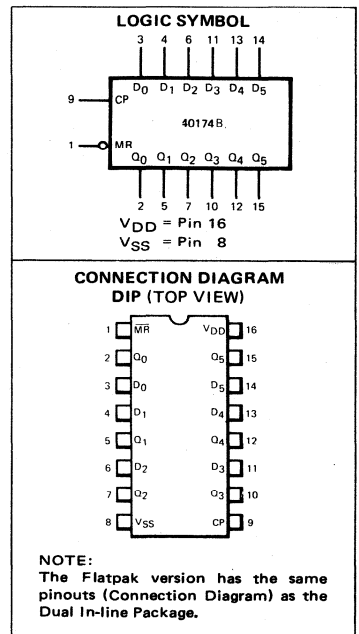 LOGIC SYMBOL
3 4 6 11 13 14
D0 D1 D2 D3 D4 D5
9 CP
40174B
1 MR
Q0 Q1 Q2 Q3 Q4 Q5
2 5 7 10 12 15
VDD = Pin 16
VSS = Pin 8
CONNECTION DIAGRAM
DIP (TOP VIEW)
1 M̅R̅ VDD 16
2 Q0 Q5 15
3 D0 D5 14
4 D1 D4 13
5 Q1 Q4 12
6 D2 D3 11
7 Q2 Q3 10
8 VSS CP 9
NOTE:
The Flatpak version has the same
pinouts (Connection Diagram) as the
Dual In-line Package.